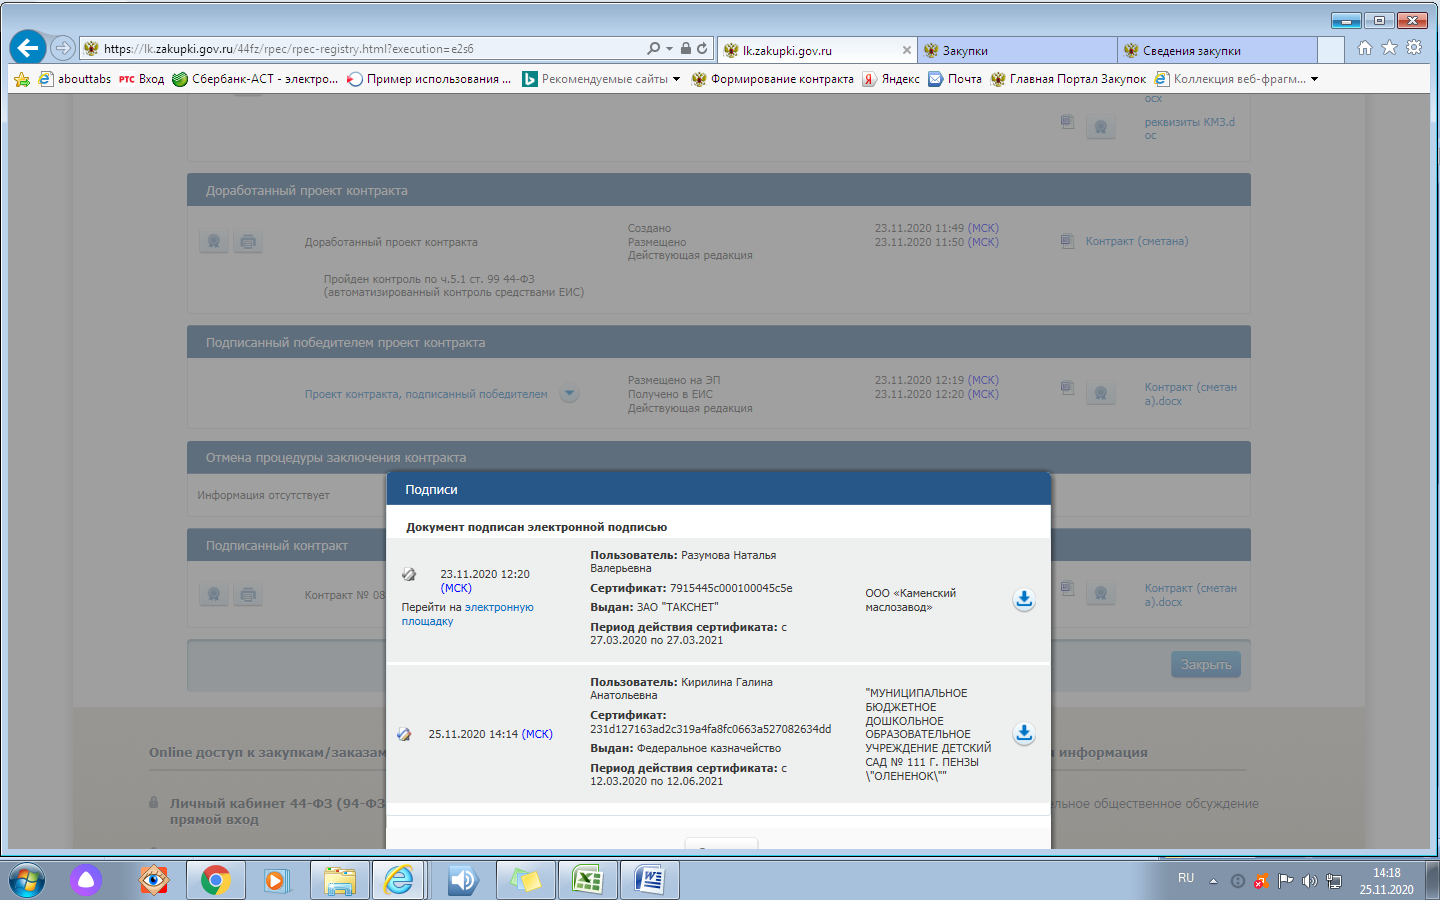 https://lk.zakupki.gov.ru/44fz/rpec/rpec-registry.html?execution=e2s6
lk.zakupki.gov.ru
Закупки
Сведения закупки
abouttabs
РТС Вход
Сбербанк-АСТ - электро...
Пример использования ...
Рекомендуемые сайты
Формирование контракта
Яндекс
Почта
Главная Портал Закупок
Коллекция веб-фрагм...
ocx
реквизиты КМЗ.d
oc
Доработанный проект контракта
Доработанный проект контракта
Создано
Размещено
Действующая редакция
23.11.2020 11:49 (МСК)
23.11.2020 11:50 (МСК)
Контракт (сметана)
Пройден контроль по ч.5.1 ст. 99 44-ФЗ
(автоматизированный контроль средствами ЕИС)
Подписанный победителем проект контракта
Проект контракта, подписанный победителем
Размещено на ЭП
Получено в ЕИС
Действующая редакция
23.11.2020 12:19 (МСК)
23.11.2020 12:20 (МСК)
Контракт (сметан
а).docx
Отмена процедуры заключения контракта
Информация отсутствует
Подписанный контракт
Контракт № 08
Контракт (сметан
а).docx
Закрыть
Подписи
Документ подписан электронной подписью
23.11.2020 12:20
(МСК)
Перейти на электронную
площадку
Пользователь: Разумова Наталья
Валерьевна
Сертификат: 7915445c000100045c5e
Выдан: ЗАО "ТАКСНЕТ"
Период действия сертификата: с
27.03.2020 по 27.03.2021
ООО «Каменский
маслозавод»
25.11.2020 14:14 (МСК)
Пользователь: Кирилина Галина
Анатольевна
Сертификат:
231d127163ad2c319a4fa8fc0663a527082634dd
Выдан: Федеральное казначейство
Период действия сертификата: с
12.03.2020 по 12.06.2021
"МУНИЦИПАЛЬНОЕ
БЮДЖЕТНОЕ
ДОШКОЛЬНОЕ
ОБРАЗОВАТЕЛЬНОЕ
УЧРЕЖДЕНИЕ ДЕТСКИЙ
САД № 111 Г. ПЕНЗЫ
\"ОЛЕНЕНОК\""
Online доступ к закупкам/заказам
я информация
Личный кабинет 44-ФЗ (94-ФЗ
прямой вход
льное общественное обсуждение
RU
14:18
25.11.2020